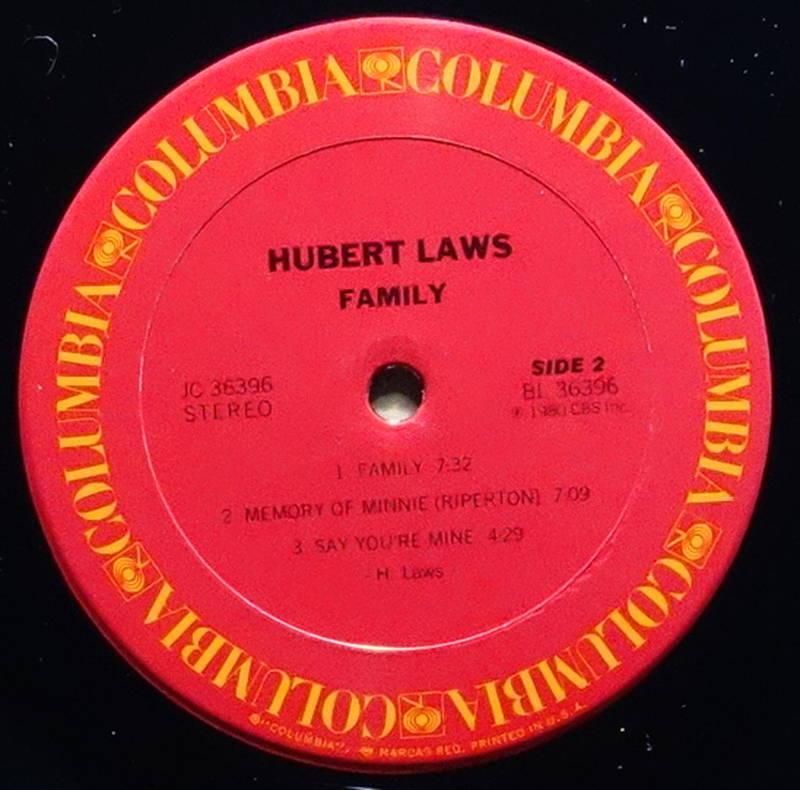 COLUMBIA COLUMBIA COLUMBIA COLUMBIA COLUMBIA COLUMBIA
HUBERT LAWS
FAMILY
JC 36396
STEREO
SIDE 2
BL 36396
℗ 1980 CBS Inc.
1 FAMILY 7:32
2 MEMORY OF MINNIE (RIPERTON) 7:09
3 SAY YOU'RE MINE 4:29
- H. Laws
® "COLUMBIA", MARCAS REG. PRINTED IN U.S.A.